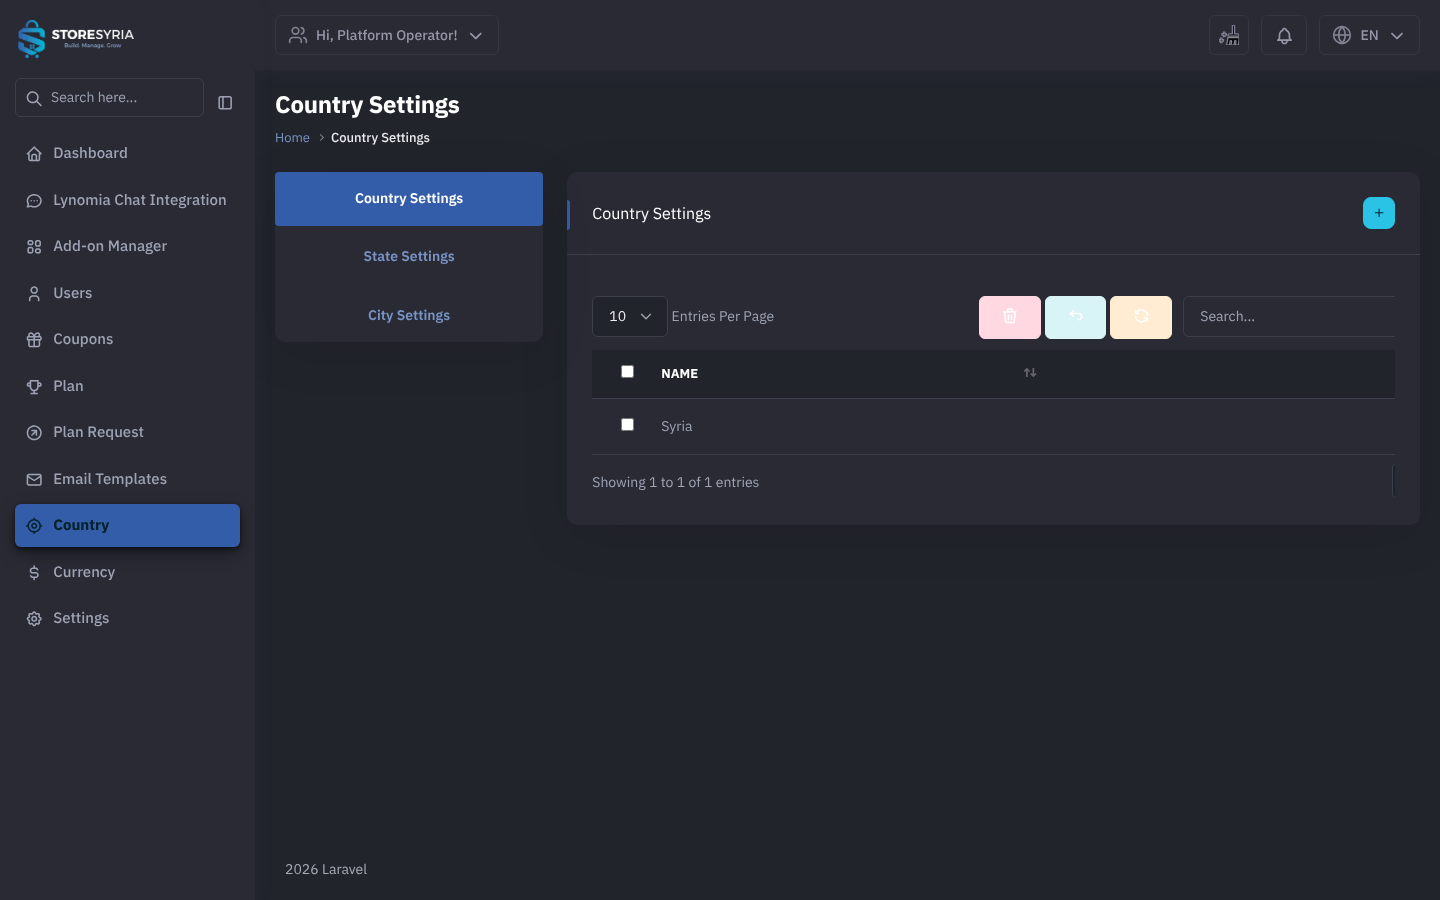 STORESYRIA
Build. Manage. Grow
Hi, Platform Operator!
EN
Search here...
Dashboard
Lynomia Chat Integration
Add-on Manager
Users
Coupons
Plan
Plan Request
Email Templates
Country
Currency
Settings
Country Settings
Home
Country Settings
Country Settings
State Settings
City Settings
Country Settings
+
10
Entries Per Page
Search...
NAME
Syria
Showing 1 to 1 of 1 entries
2026 Laravel